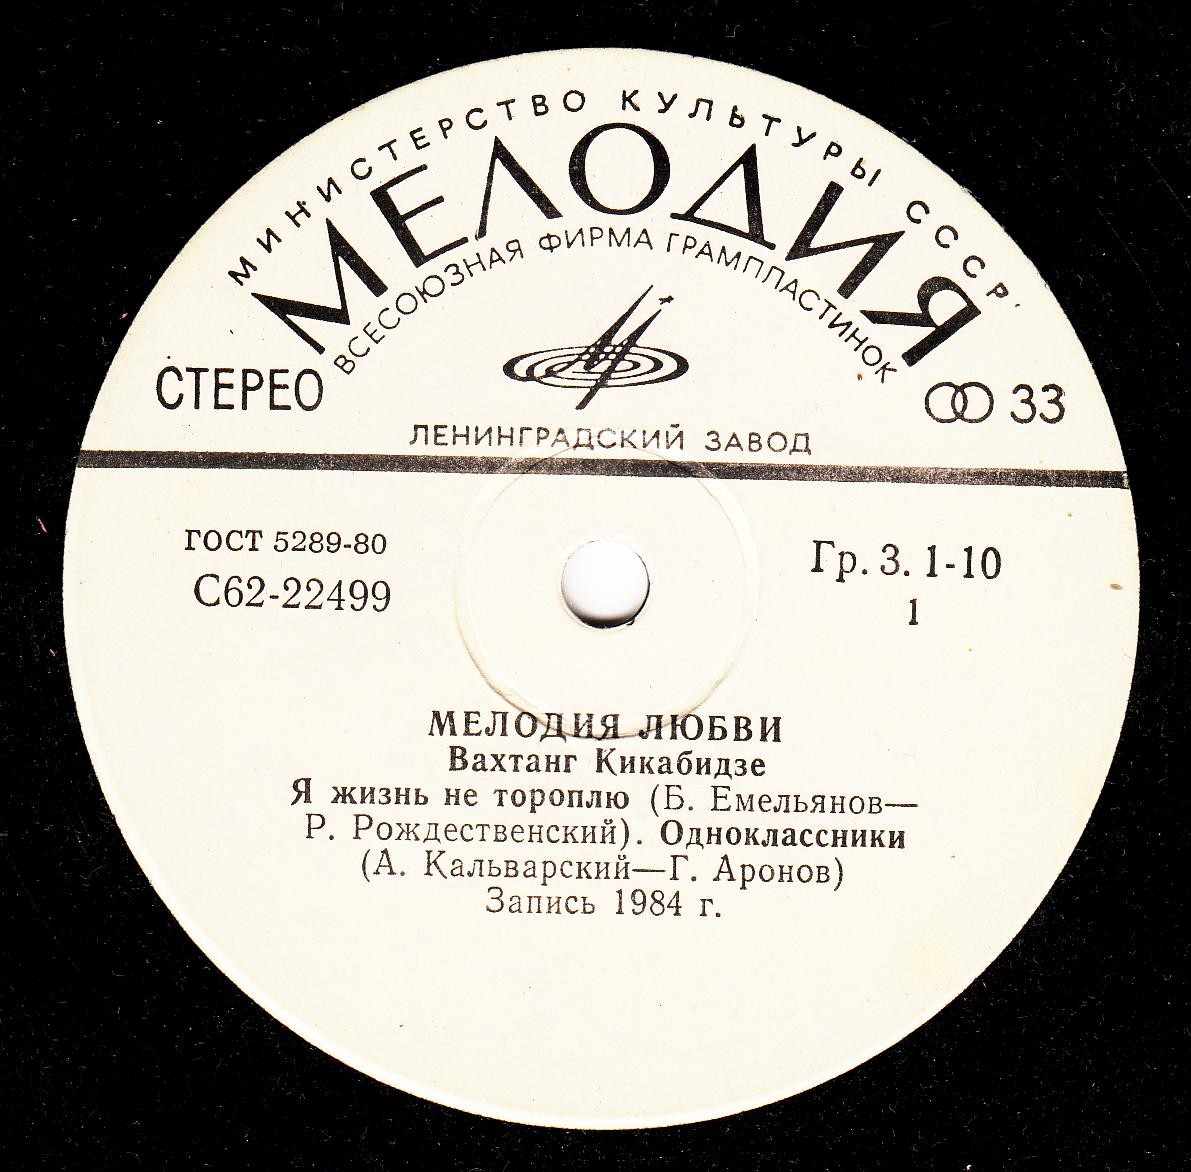 МИНИСТЕРСТВО КУЛЬТУРЫ СССР
МЕЛОДИЯ
ВСЕСОЮЗНАЯ ФИРМА ГРАМПЛАСТИНОК
СТЕРЕО
33
ЛЕНИНГРАДСКИЙ ЗАВОД
ГОСТ 5289-80
Гр. 3. 1-10
С62-22499
1
МЕЛОДИЯ ЛЮБВИ
Вахтанг Кикабидзе
Я жизнь не тороплю (Б. Емельянов—
Р. Рождественский). Одноклассники
(А. Кальварский—Г. Аронов)
Запись 1984 г.